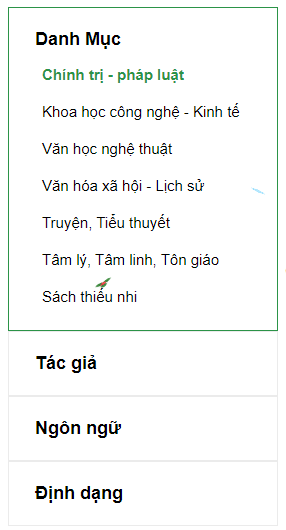 Danh Mục
Chính trị - pháp luật
Khoa học công nghệ - Kinh tế
Văn học nghệ thuật
Văn hóa xã hội - Lịch sử
Truyện, Tiểu thuyết
Tâm lý, Tâm linh, Tôn giáo
Sách thiếu nhi
Tác giả
Ngôn ngữ
Định dạng